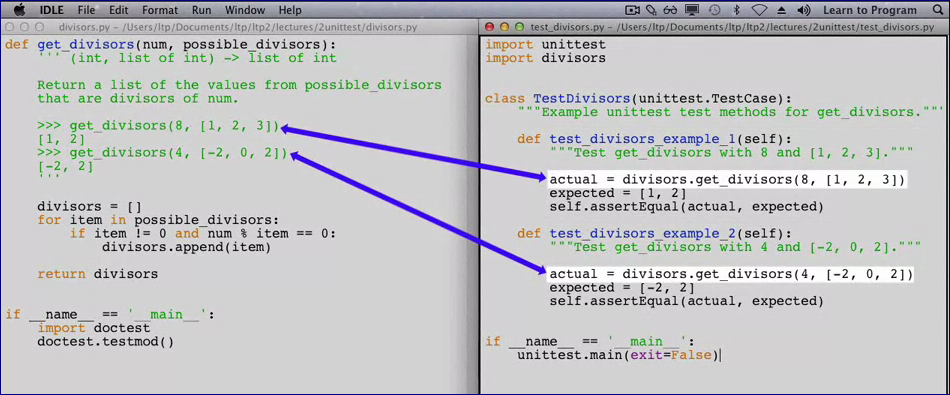 IDLE File Edit Format Run Window Help Learn to Program
divisors.py – /Users/ltp/Documents/ltp/ltp2/lectures/2unittest/divisors.py
def get_divisors(num, possible_divisors):
    ''' (int, list of int) -> list of int

    Return a list of the values from possible_divisors
    that are divisors of num.

    >>> get_divisors(8, [1, 2, 3])
    [1, 2]
    >>> get_divisors(4, [-2, 0, 2])
    [-2, 2]
    '''

    divisors = []
    for item in possible_divisors:
        if item != 0 and num % item == 0:
            divisors.append(item)

    return divisors

if __name__ == '__main__':
    import doctest
    doctest.testmod()
test_divisors.py – /Users/ltp/Documents/ltp/ltp2/lectures/2unittest/test_divisors.py
import unittest
import divisors

class TestDivisors(unittest.TestCase):
    """Example unittest test methods for get_divisors."""

    def test_divisors_example_1(self):
        """Test get_divisors with 8 and [1, 2, 3]."""

        actual = divisors.get_divisors(8, [1, 2, 3])
        expected = [1, 2]
        self.assertEqual(actual, expected)

    def test_divisors_example_2(self):
        """Test get_divisors with 4 and [-2, 0, 2]."""

        actual = divisors.get_divisors(4, [-2, 0, 2])
        expected = [-2, 2]
        self.assertEqual(actual, expected)

if __name__ == '__main__':
    unittest.main(exit=False)